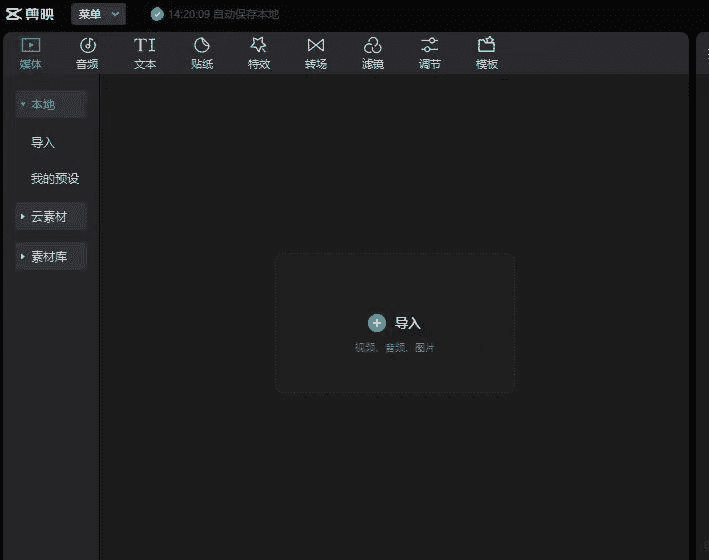 剪映 菜单 14:20:09 自动保存本地
媒体 音频 文本 贴纸 特效 转场 滤镜 调节 模板
本地
导入
我的预设
云素材
素材库
导入
视频、音频、图片